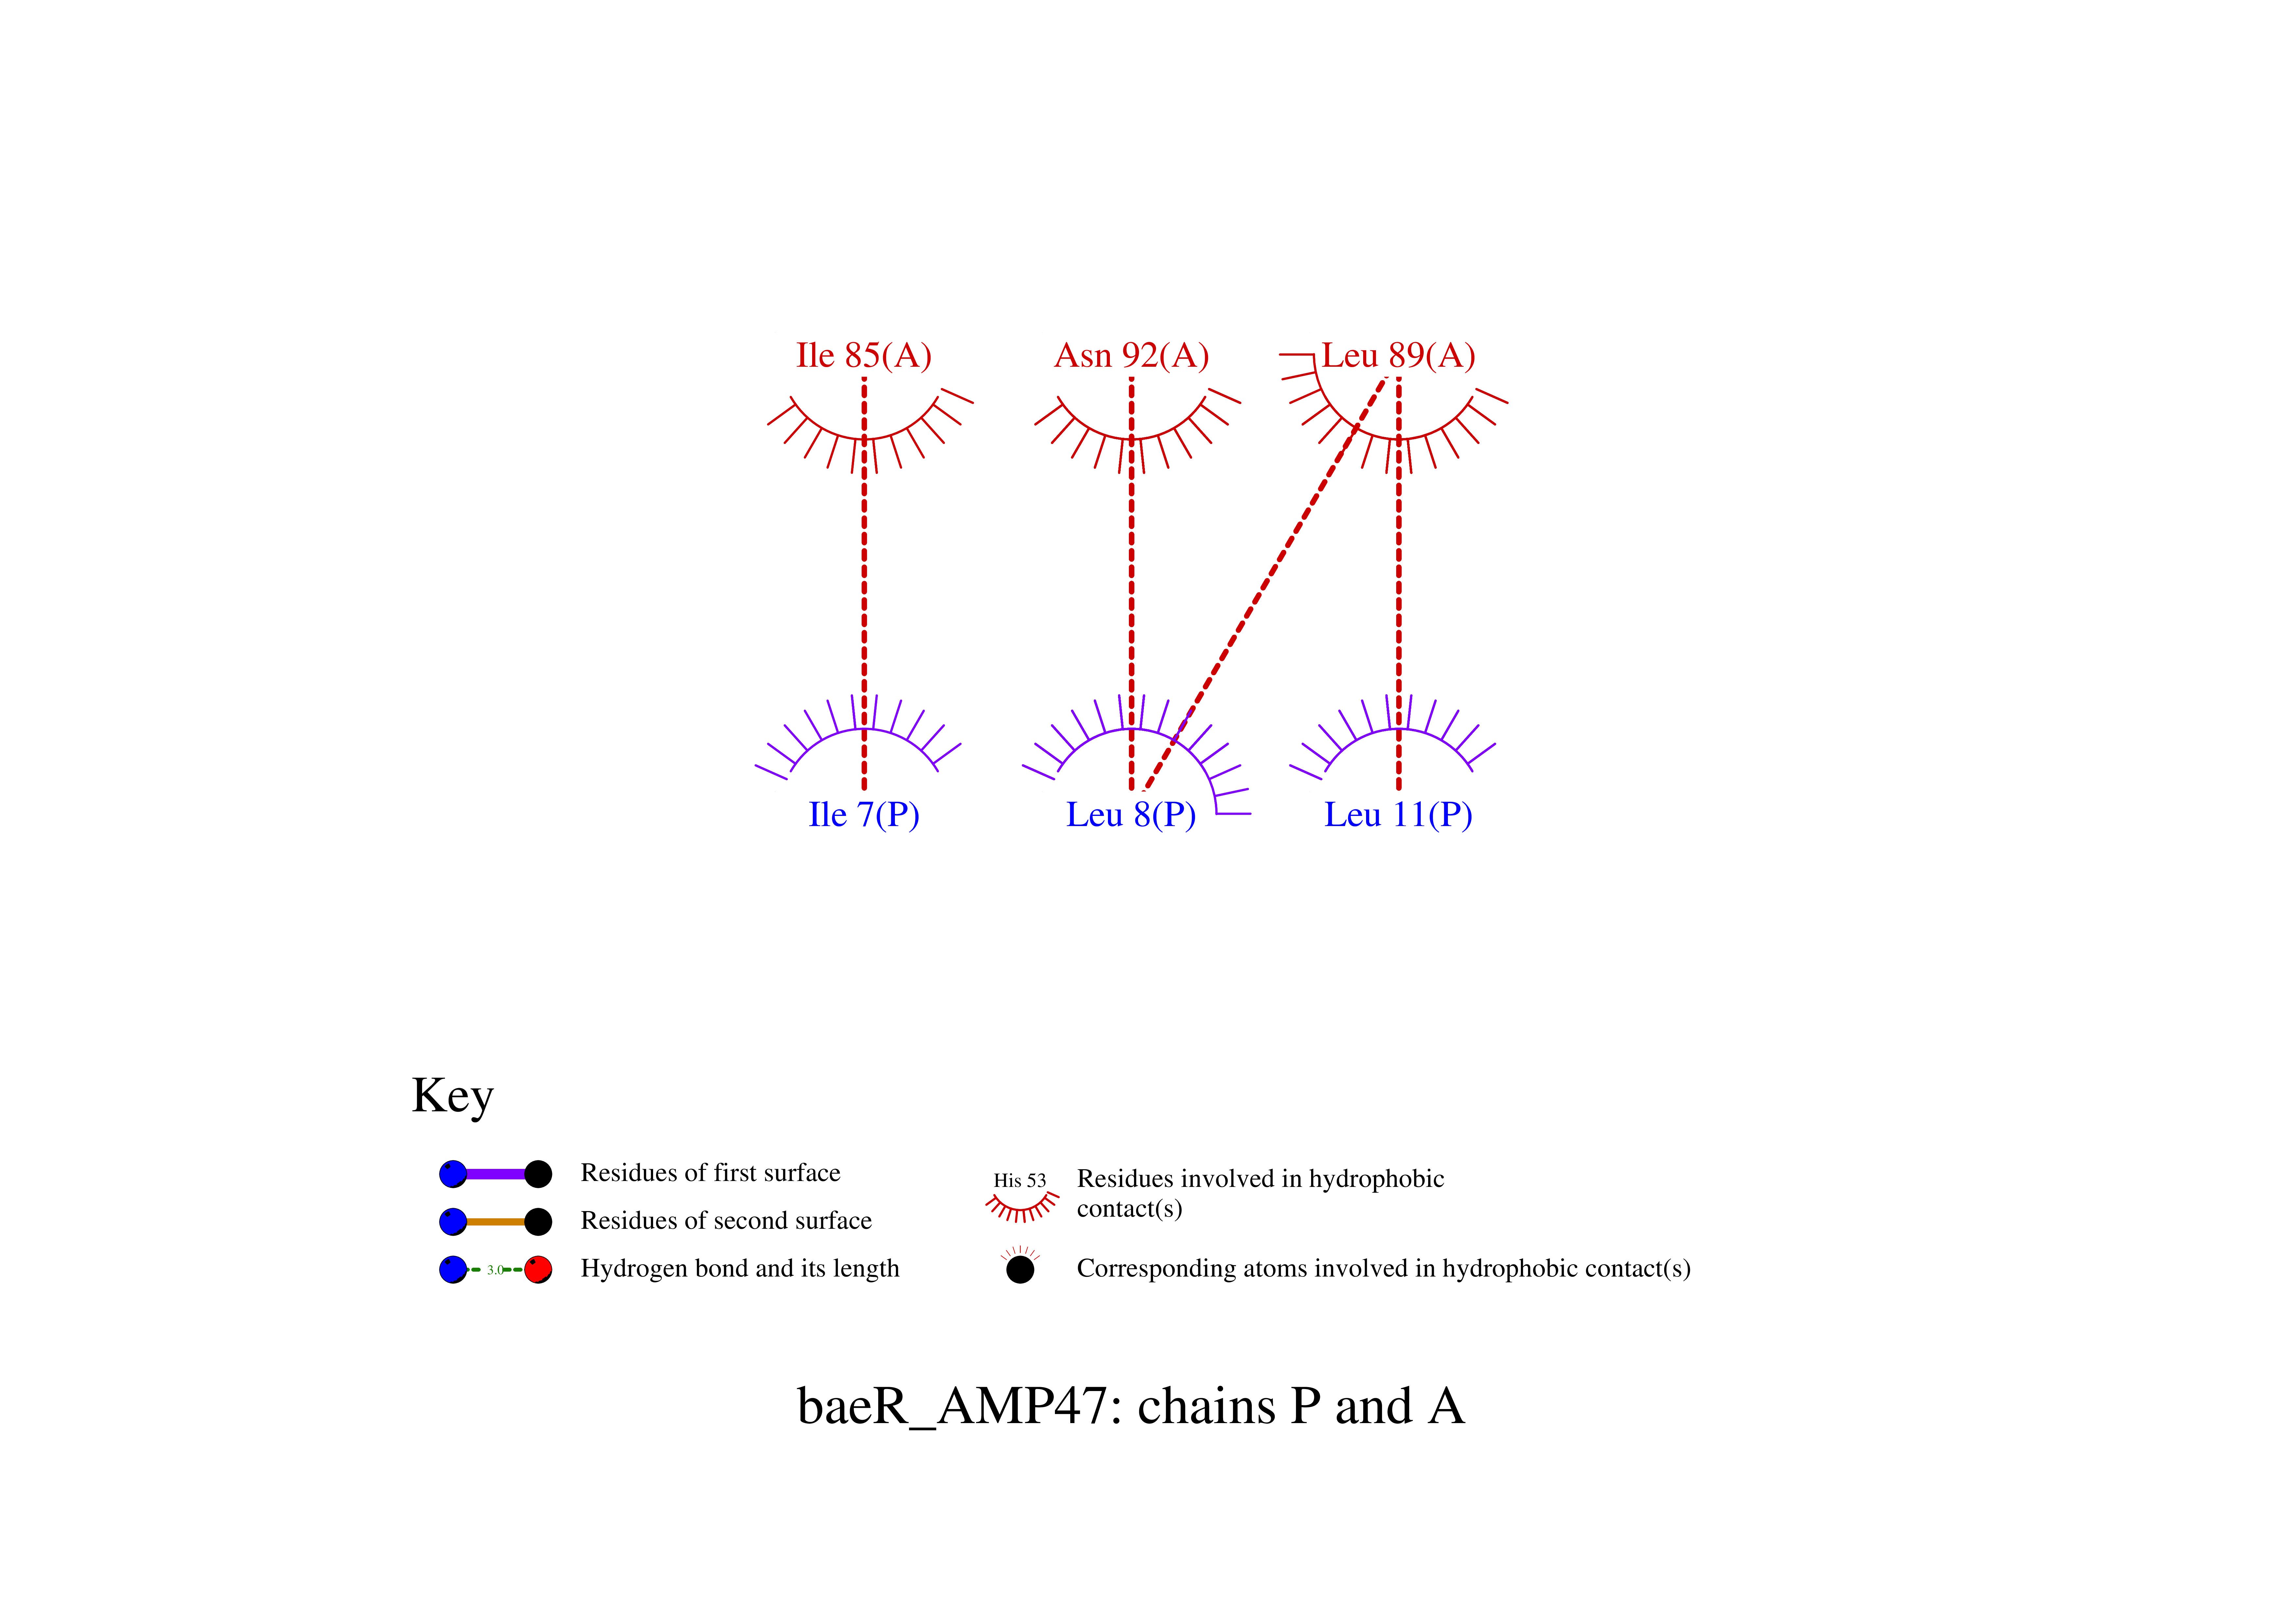 Ile 85(A) Asn 92(A) Leu 89(A)
Ile 7(P) Leu 8(P) Leu 11(P)
Key
Residues of first surface
Residues of second surface
3.0 Hydrogen bond and its length
His 53 Residues involved in hydrophobic
contact(s)
Corresponding atoms involved in hydrophobic contact(s)
baeR_AMP47: chains P and A